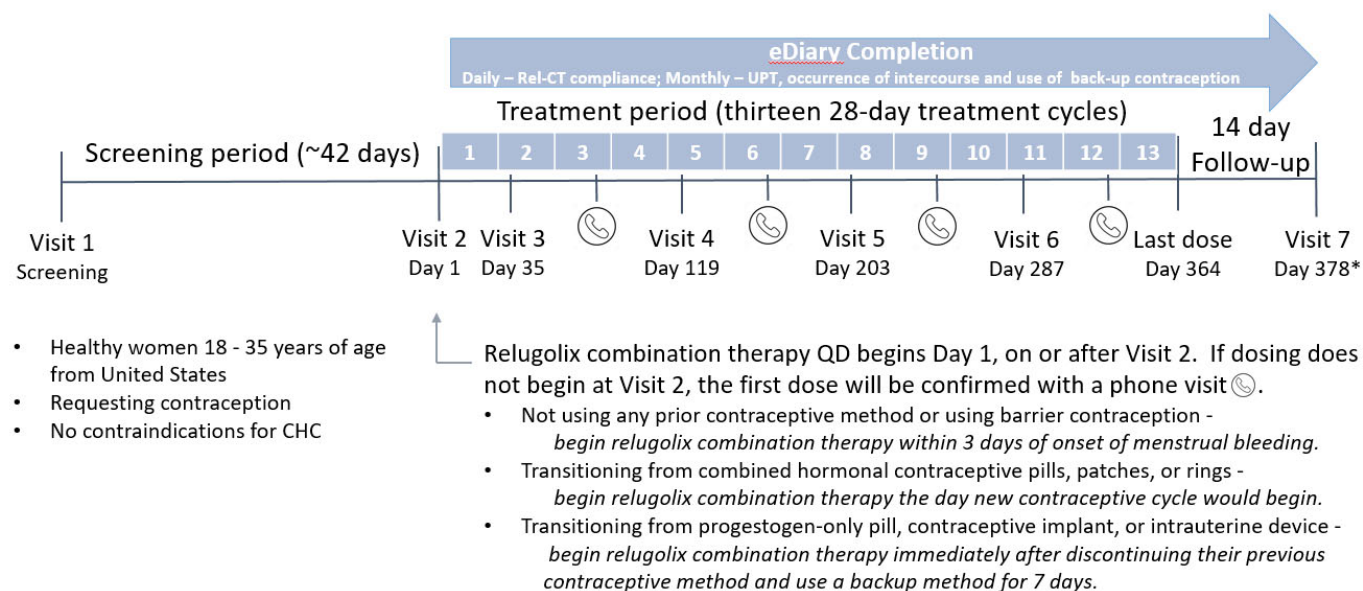 eDiary Completion
Daily – Rel-CT compliance; Monthly – UPT, occurrence of intercourse and use of back-up contraception
Treatment period (thirteen 28-day treatment cycles)
14 day
Follow-up
Screening period (~42 days)
1 2 3 4 5 6 7 8 9 10 11 12 13
Visit 1
Screening
Visit 2
Day 1
Visit 3
Day 35
Visit 4
Day 119
Visit 5
Day 203
Visit 6
Day 287
Last dose
Day 364
Visit 7
Day 378*
• Healthy women 18 - 35 years of age
from United States
• Requesting contraception
• No contraindications for CHC
Relugolix combination therapy QD begins Day 1, on or after Visit 2. If dosing does
not begin at Visit 2, the first dose will be confirmed with a phone visit.
• Not using any prior contraceptive method or using barrier contraception -
begin relugolix combination therapy within 3 days of onset of menstrual bleeding.
• Transitioning from combined hormonal contraceptive pills, patches, or rings -
begin relugolix combination therapy the day new contraceptive cycle would begin.
• Transitioning from progestogen-only pill, contraceptive implant, or intrauterine device -
begin relugolix combination therapy immediately after discontinuing their previous
contraceptive method and use a backup method for 7 days.